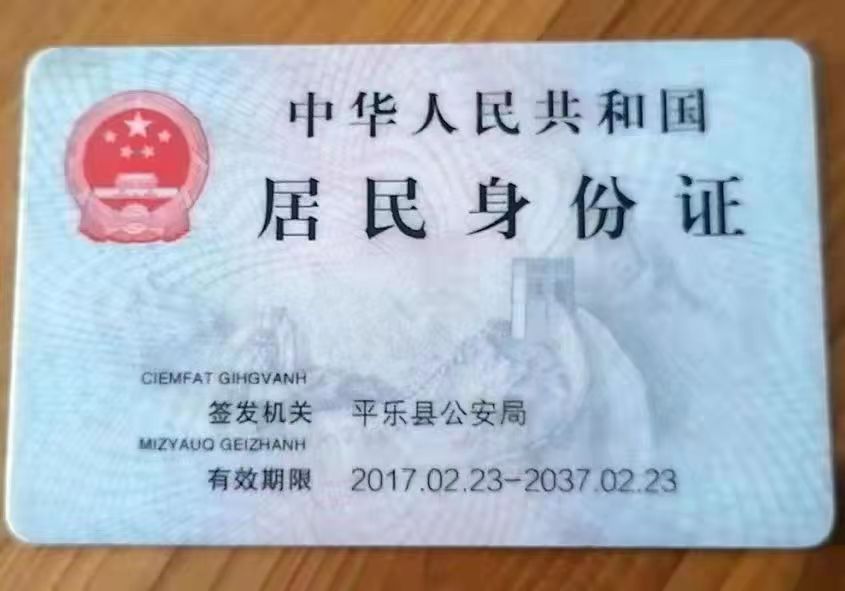 中华人民共和国
居民身份证
CIEMFAT GIHGVANH
签发机关 平乐县公安局
MIZYAUQ GEIZHANH
有效期限 2017.02.23-2037.02.23